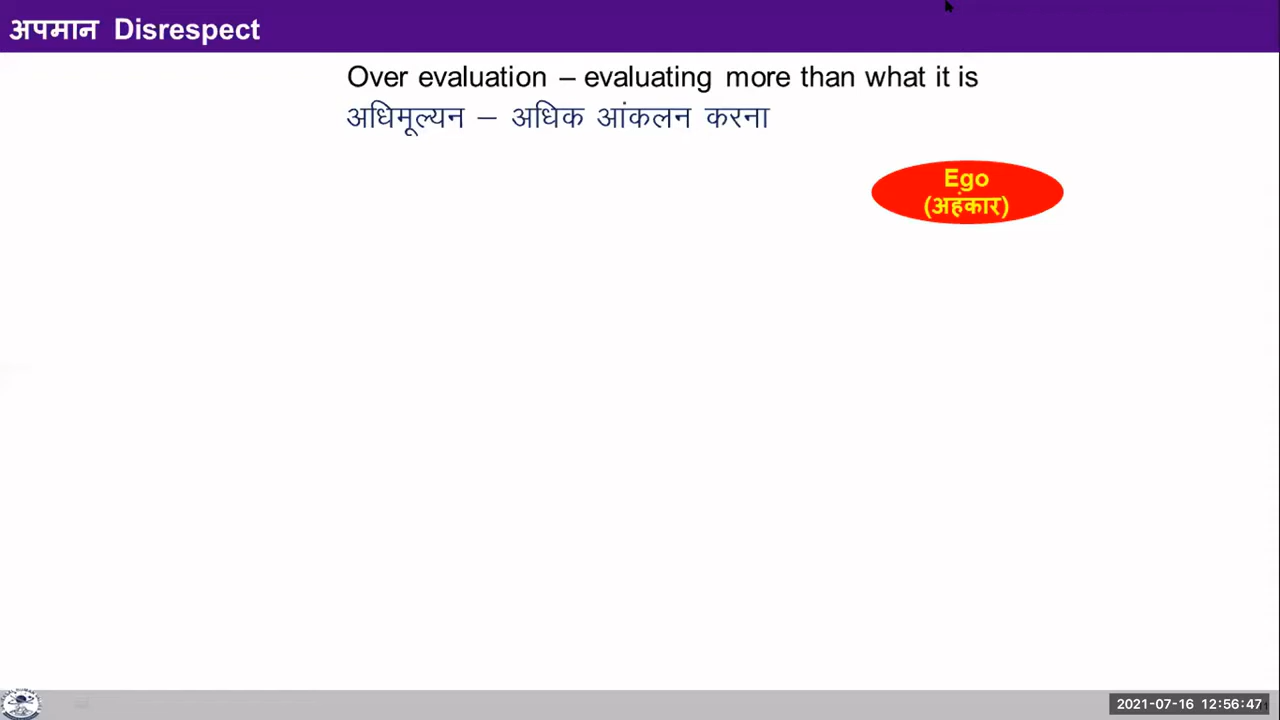 अपमान Disrespect
Over evaluation – evaluating more than what it is
अधिमूल्यन – अधिक आंकलन करना
Ego
(अहंकार)
2021-07-16 12:56:47